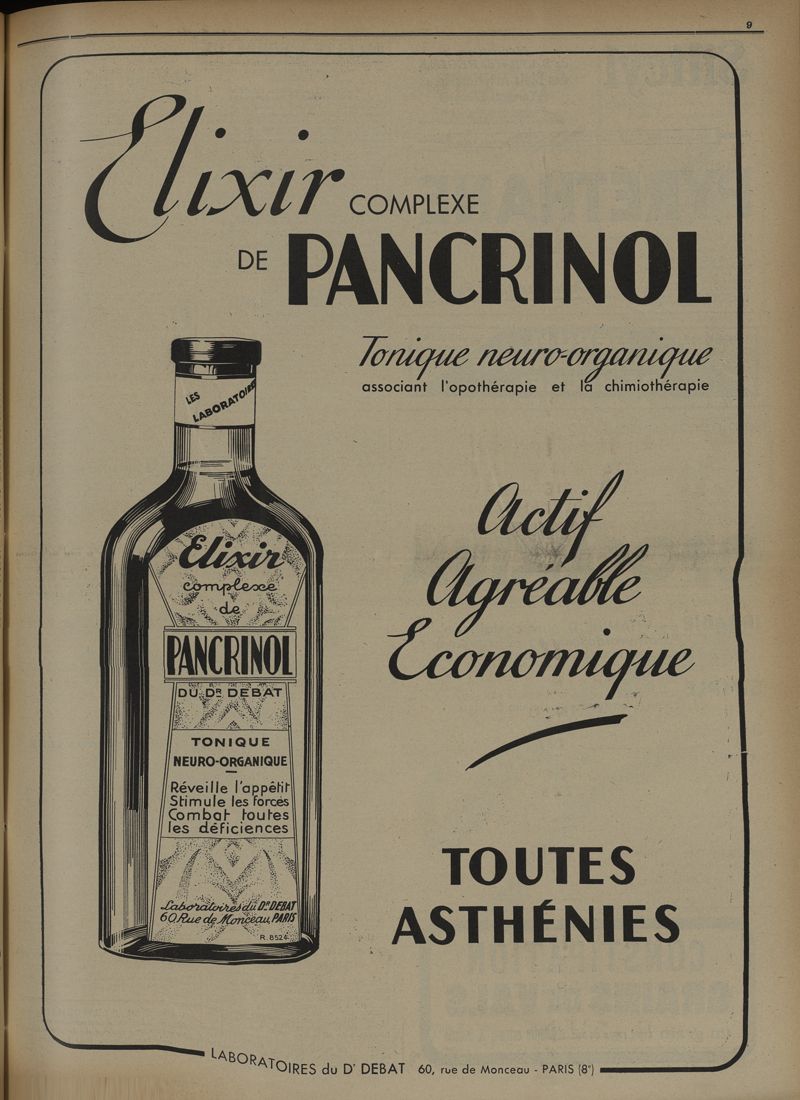 9
Elixir COMPLEXE
DE PANCRINOL
Tonique neuro-organique
associant l'opothérapie et la chimiothérapie
LES
LABORATOIRES
Elixir
complexe
de
PANCRINOL
DU DR DEBAT
TONIQUE
NEURO-ORGANIQUE
Réveille l'appétit
Stimule les forces
Combat toutes
les déficiences
Laboratoires du Dr DEBAT
60 Rue de Monceau, PARIS
R. 8524
Actif
Agréable
Economique
TOUTES
ASTHÉNIES
LABORATOIRES du Dr DEBAT 60, rue de Monceau - PARIS (8e)